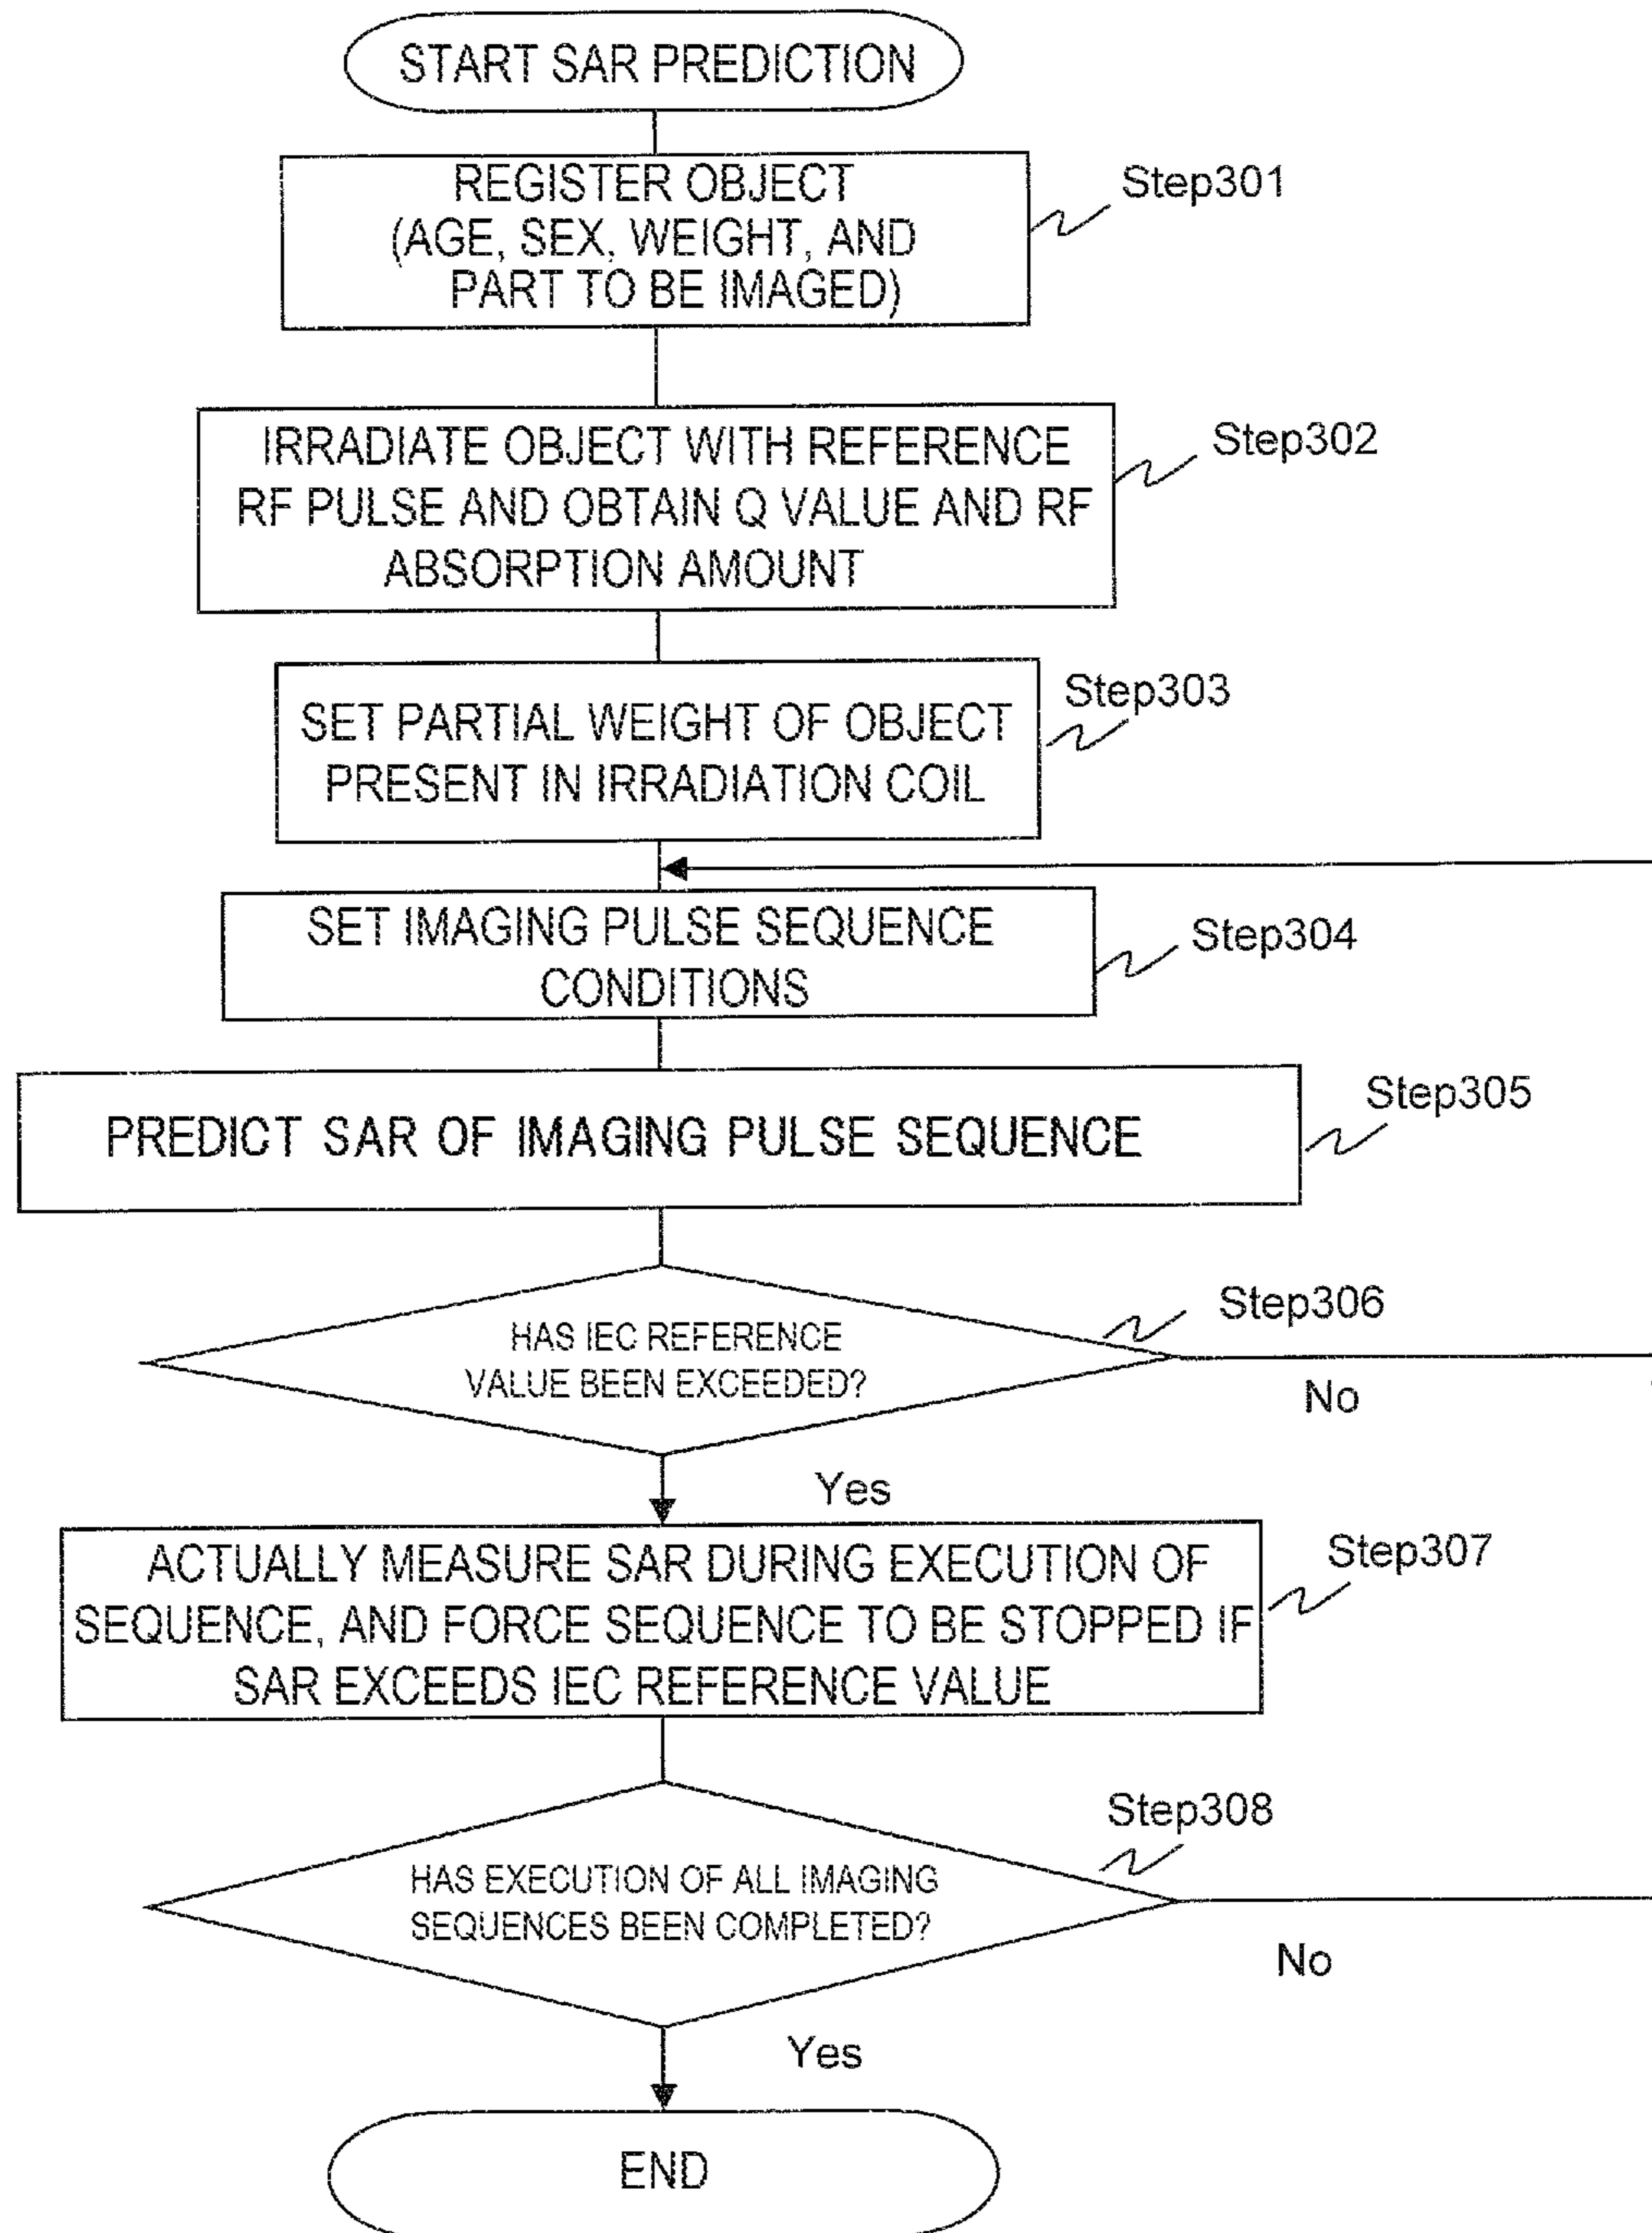 START SAR PREDICTION
REGISTER OBJECT
(AGE, SEX, WEIGHT, AND
PART TO BE IMAGED)
Step301
IRRADIATE OBJECT WITH REFERENCE
RF PULSE AND OBTAIN Q VALUE AND RF
ABSORPTION AMOUNT
Step302
SET PARTIAL WEIGHT OF OBJECT
PRESENT IN IRRADIATION COIL
Step303
SET IMAGING PULSE SEQUENCE
CONDITIONS
Step304
PREDICT SAR OF IMAGING PULSE SEQUENCE
Step305
HAS IEC REFERENCE
VALUE BEEN EXCEEDED?
Step306
No
Yes
ACTUALLY MEASURE SAR DURING EXECUTION OF
SEQUENCE, AND FORCE SEQUENCE TO BE STOPPED IF
SAR EXCEEDS IEC REFERENCE VALUE
Step307
HAS EXECUTION OF ALL IMAGING
SEQUENCES BEEN COMPLETED?
Step308
No
Yes
END